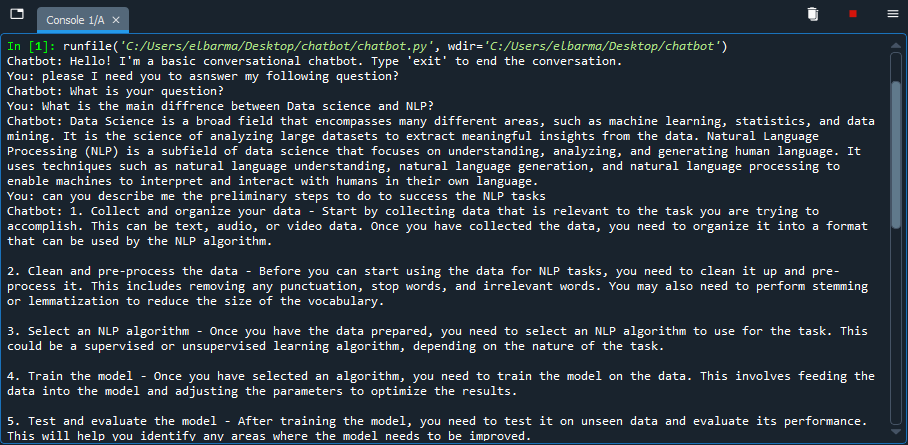 Console 1/A ×
In [1]: runfile('C:/Users/elbarma/Desktop/chatbot/chatbot.py', wdir='C:/Users/elbarma/Desktop/chatbot')
Chatbot: Hello! I'm a basic conversational chatbot. Type 'exit' to end the conversation.
You: please I need you to asnswer my following question?
Chatbot: What is your question?
You: What is the main diffrence between Data science and NLP?
Chatbot: Data Science is a broad field that encompasses many different areas, such as machine learning, statistics, and data
mining. It is the science of analyzing large datasets to extract meaningful insights from the data. Natural Language
Processing (NLP) is a subfield of data science that focuses on understanding, analyzing, and generating human language. It
uses techniques such as natural language understanding, natural language generation, and natural language processing to
enable machines to interpret and interact with humans in their own language.
You: can you describe me the preliminary steps to do to success the NLP tasks
Chatbot: 1. Collect and organize your data - Start by collecting data that is relevant to the task you are trying to
accomplish. This can be text, audio, or video data. Once you have collected the data, you need to organize it into a format
that can be used by the NLP algorithm.
2. Clean and pre-process the data - Before you can start using the data for NLP tasks, you need to clean it up and pre-
process it. This includes removing any punctuation, stop words, and irrelevant words. You may also need to perform stemming
or lemmatization to reduce the size of the vocabulary.
3. Select an NLP algorithm - Once you have the data prepared, you need to select an NLP algorithm to use for the task. This
could be a supervised or unsupervised learning algorithm, depending on the nature of the task.
4. Train the model - Once you have selected an algorithm, you need to train the model on the data. This involves feeding the
data into the model and adjusting the parameters to optimize the results.
5. Test and evaluate the model - After training the model, you need to test it on unseen data and evaluate its performance.
This will help you identify any areas where the model needs to be improved.